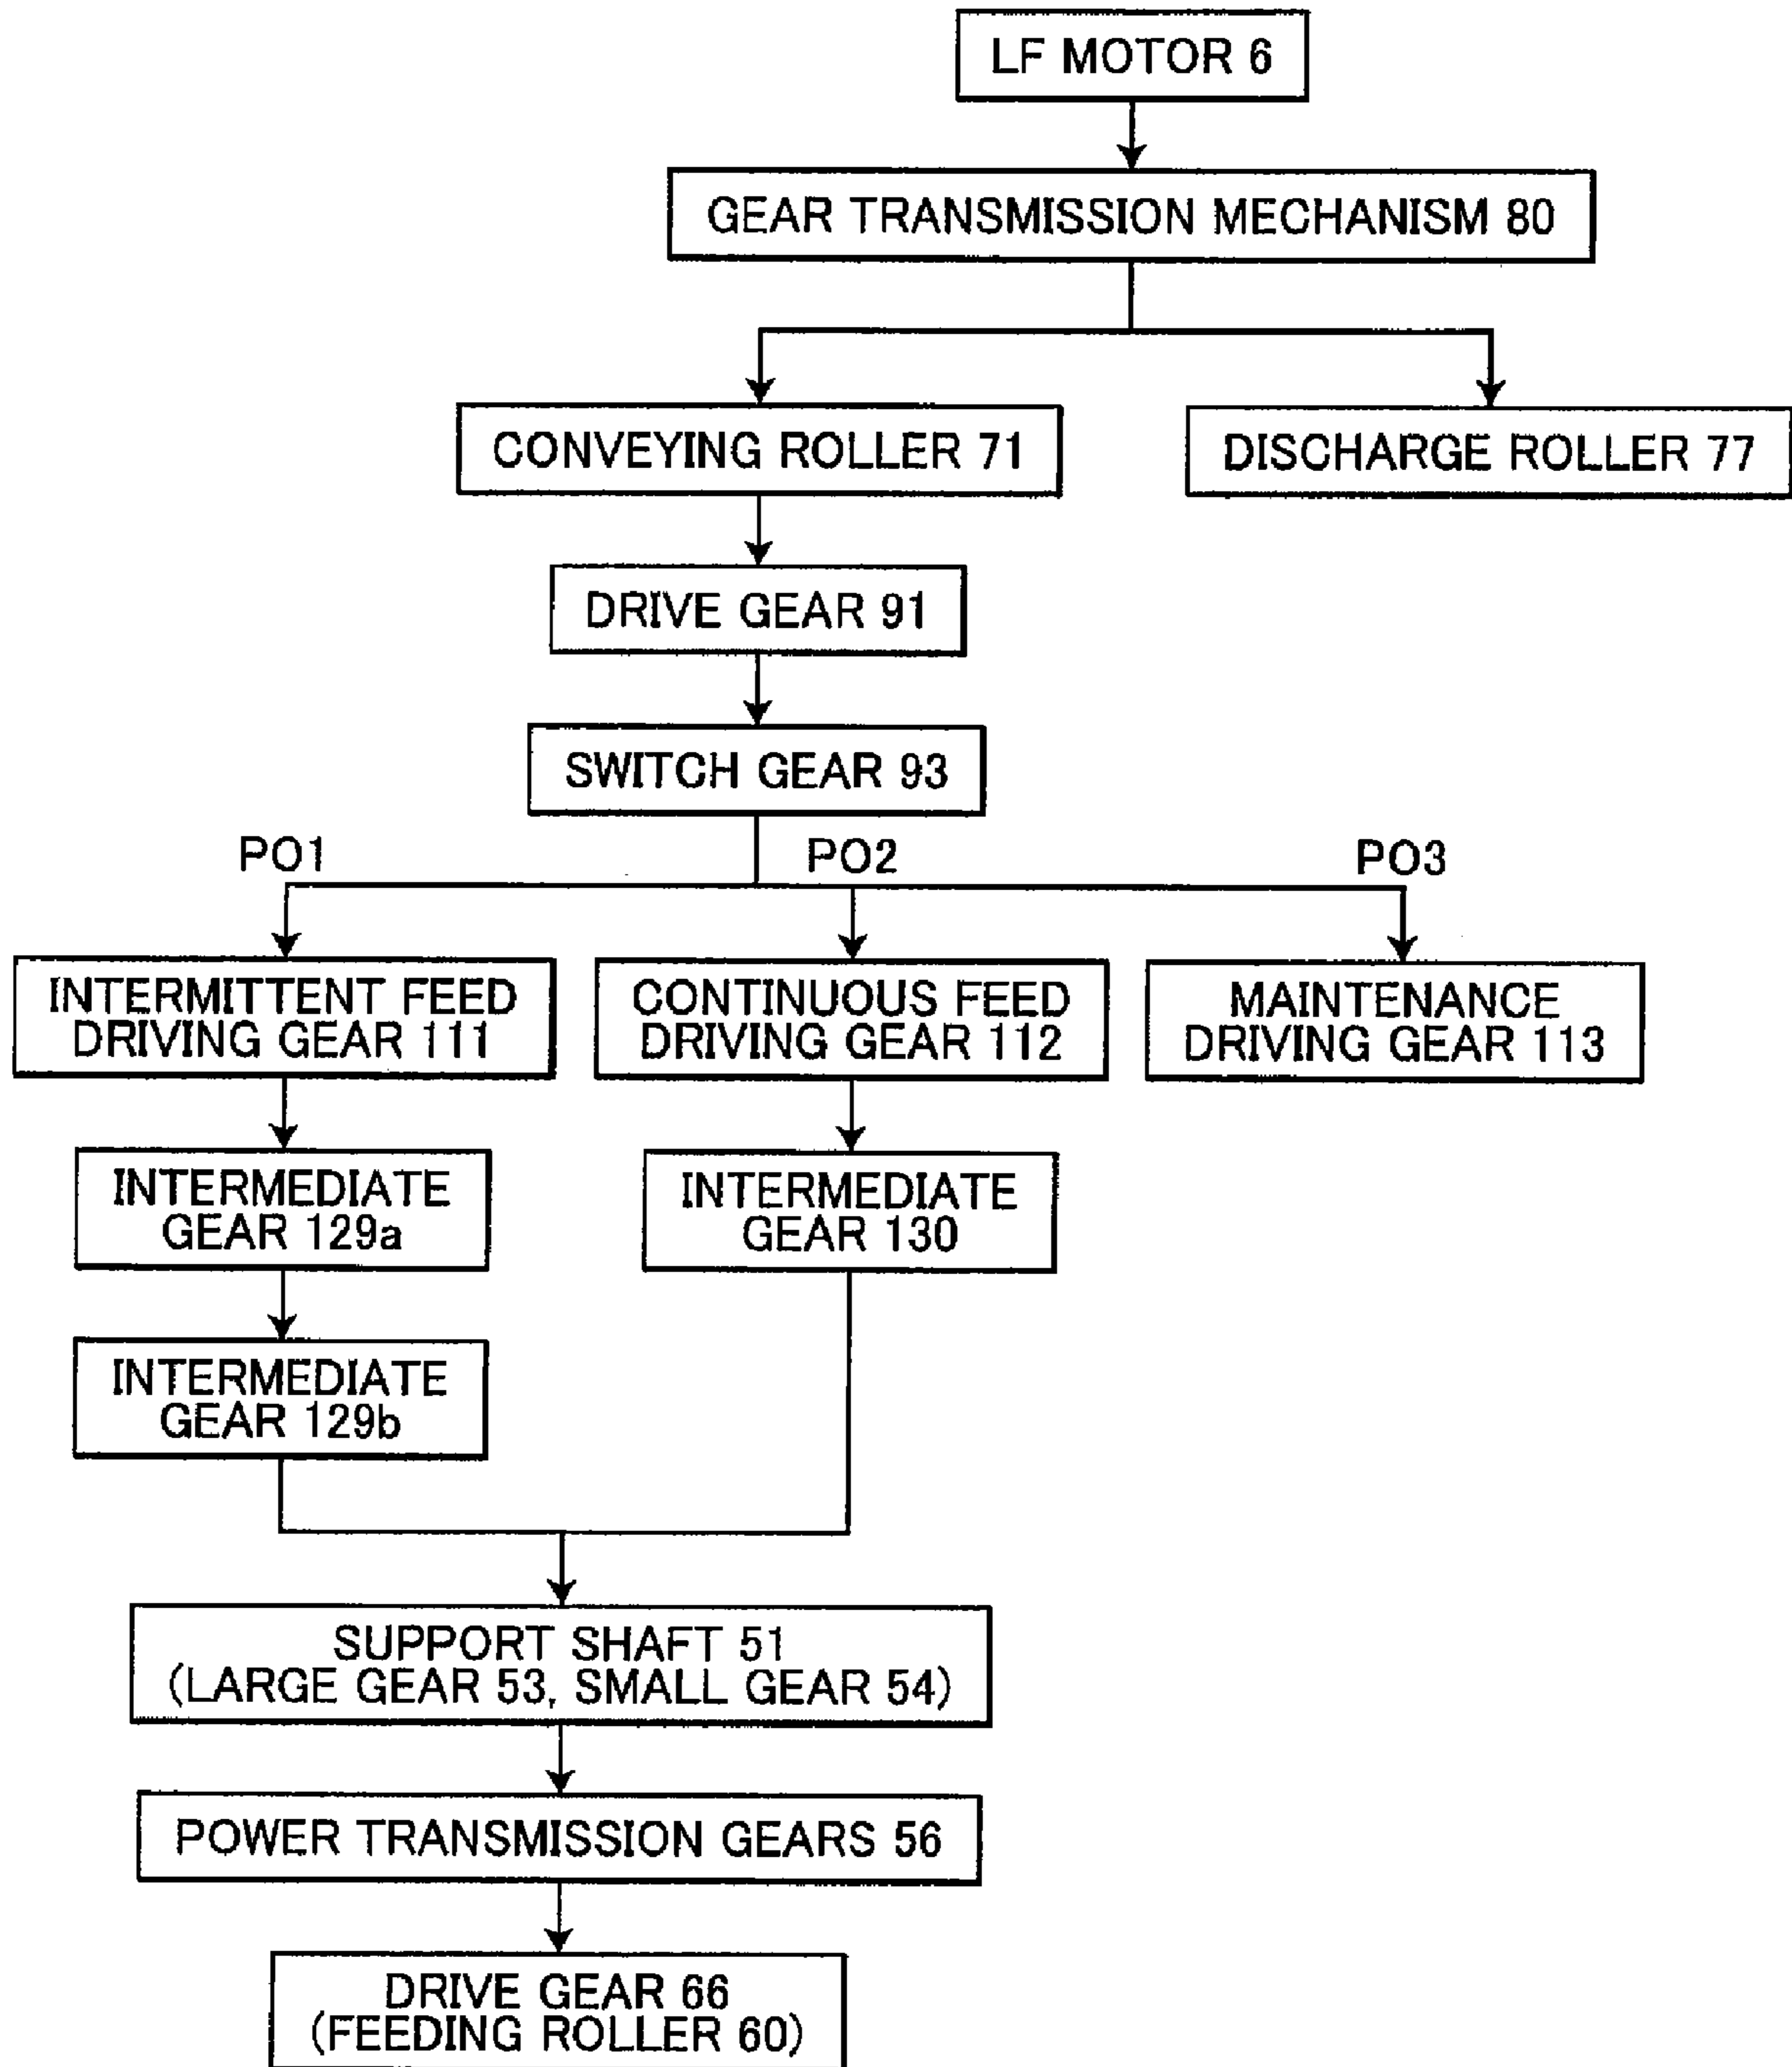 LF MOTOR 6
GEAR TRANSMISSION MECHANISM 80
CONVEYING ROLLER 71
DISCHARGE ROLLER 77
DRIVE GEAR 91
SWITCH GEAR 93
PO1
PO2
PO3
INTERMITTENT FEED
DRIVING GEAR 111
CONTINUOUS FEED
DRIVING GEAR 112
MAINTENANCE
DRIVING GEAR 113
INTERMEDIATE
GEAR 129a
INTERMEDIATE
GEAR 130
INTERMEDIATE
GEAR 129b
SUPPORT SHAFT 51
(LARGE GEAR 53, SMALL GEAR 54)
POWER TRANSMISSION GEARS 56
DRIVE GEAR 66
(FEEDING ROLLER 60)